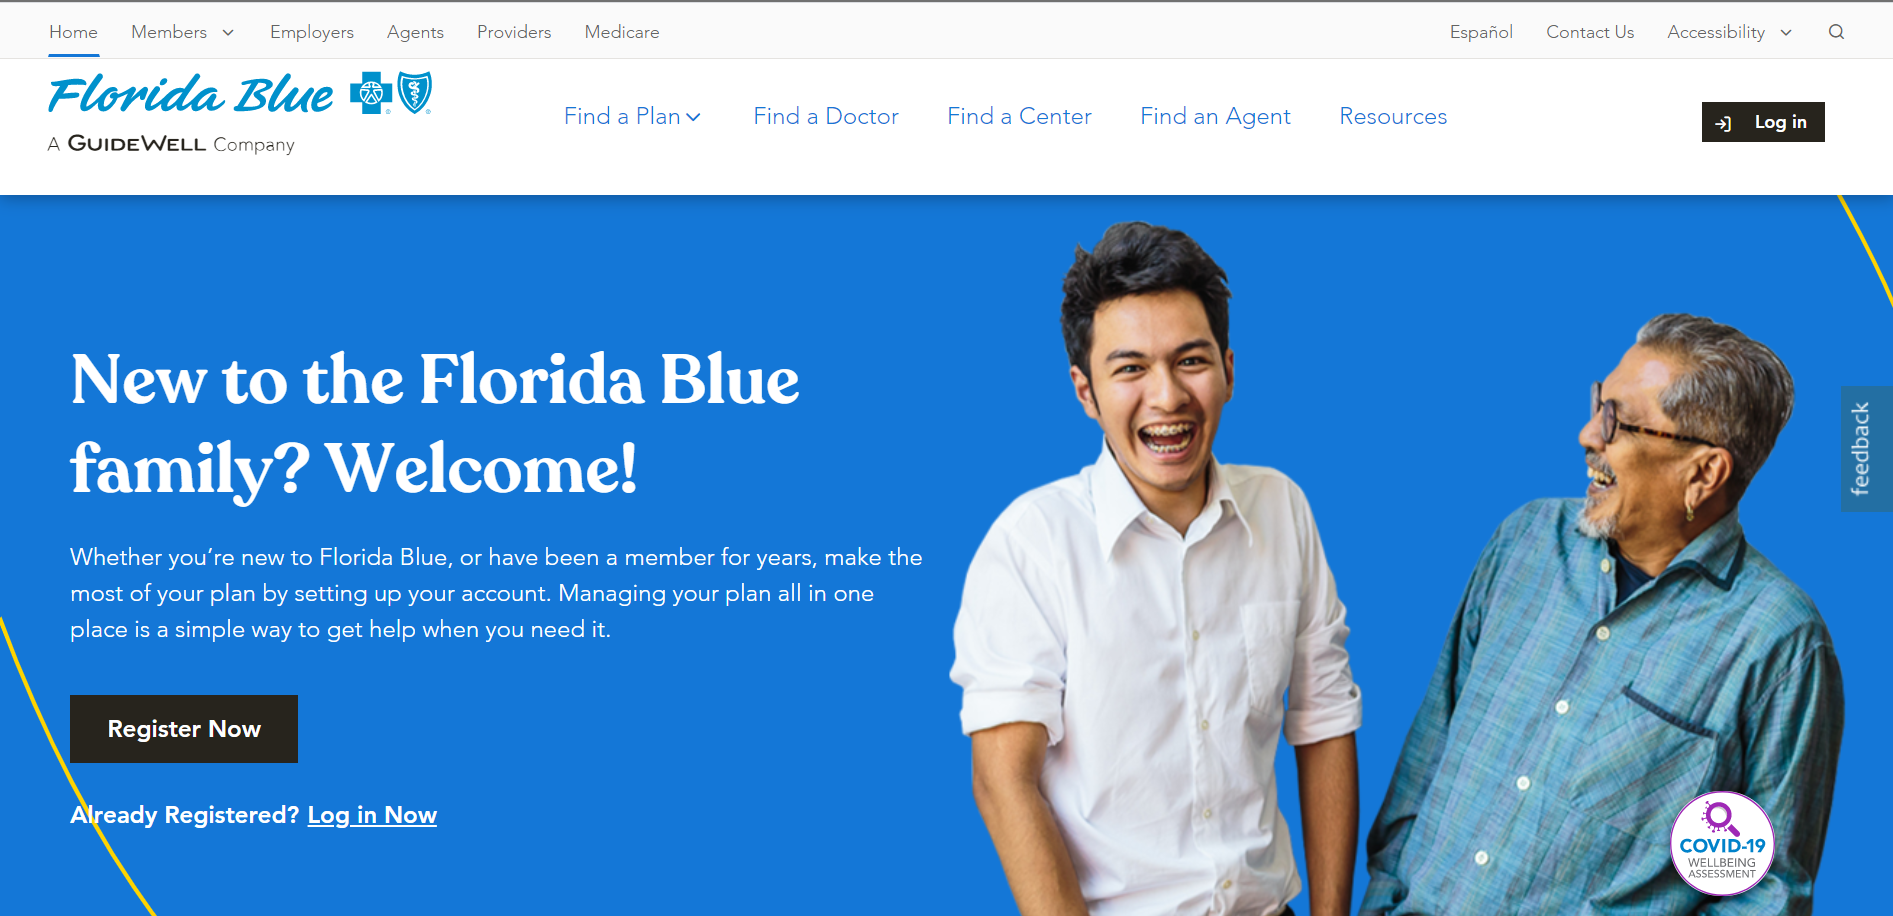 Home Members Employers Agents Providers Medicare Español Contact Us Accessibility
Florida Blue
A GUIDEWELL Company
Find a Plan Find a Doctor Find a Center Find an Agent Resources
Log in
New to the Florida Blue
family? Welcome!
Whether you’re new to Florida Blue, or have been a member for years, make the
most of your plan by setting up your account. Managing your plan all in one
place is a simple way to get help when you need it.
Register Now
Already Registered? Log in Now
feedback
COVID-19
WELLBEING
ASSESSMENT